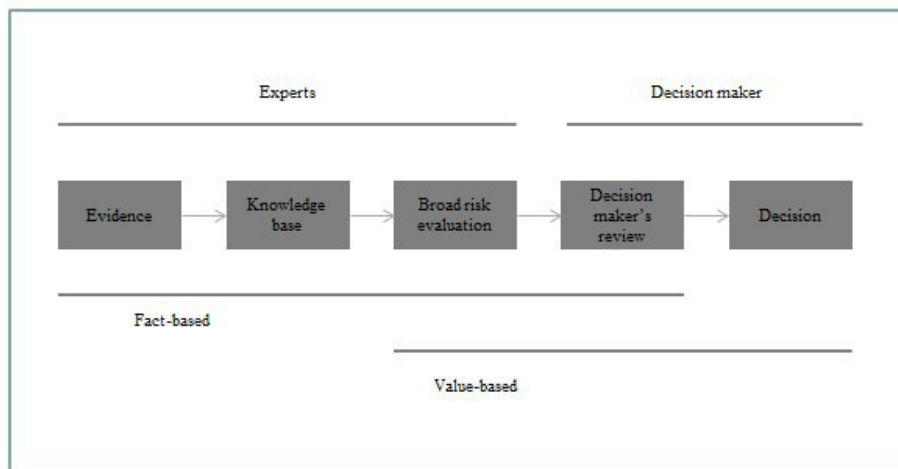 Experts
Decision maker
Evidence
Knowledge
base
Broad risk
evaluation
Decision
maker's
review
Decision
Fact-based
Value-based